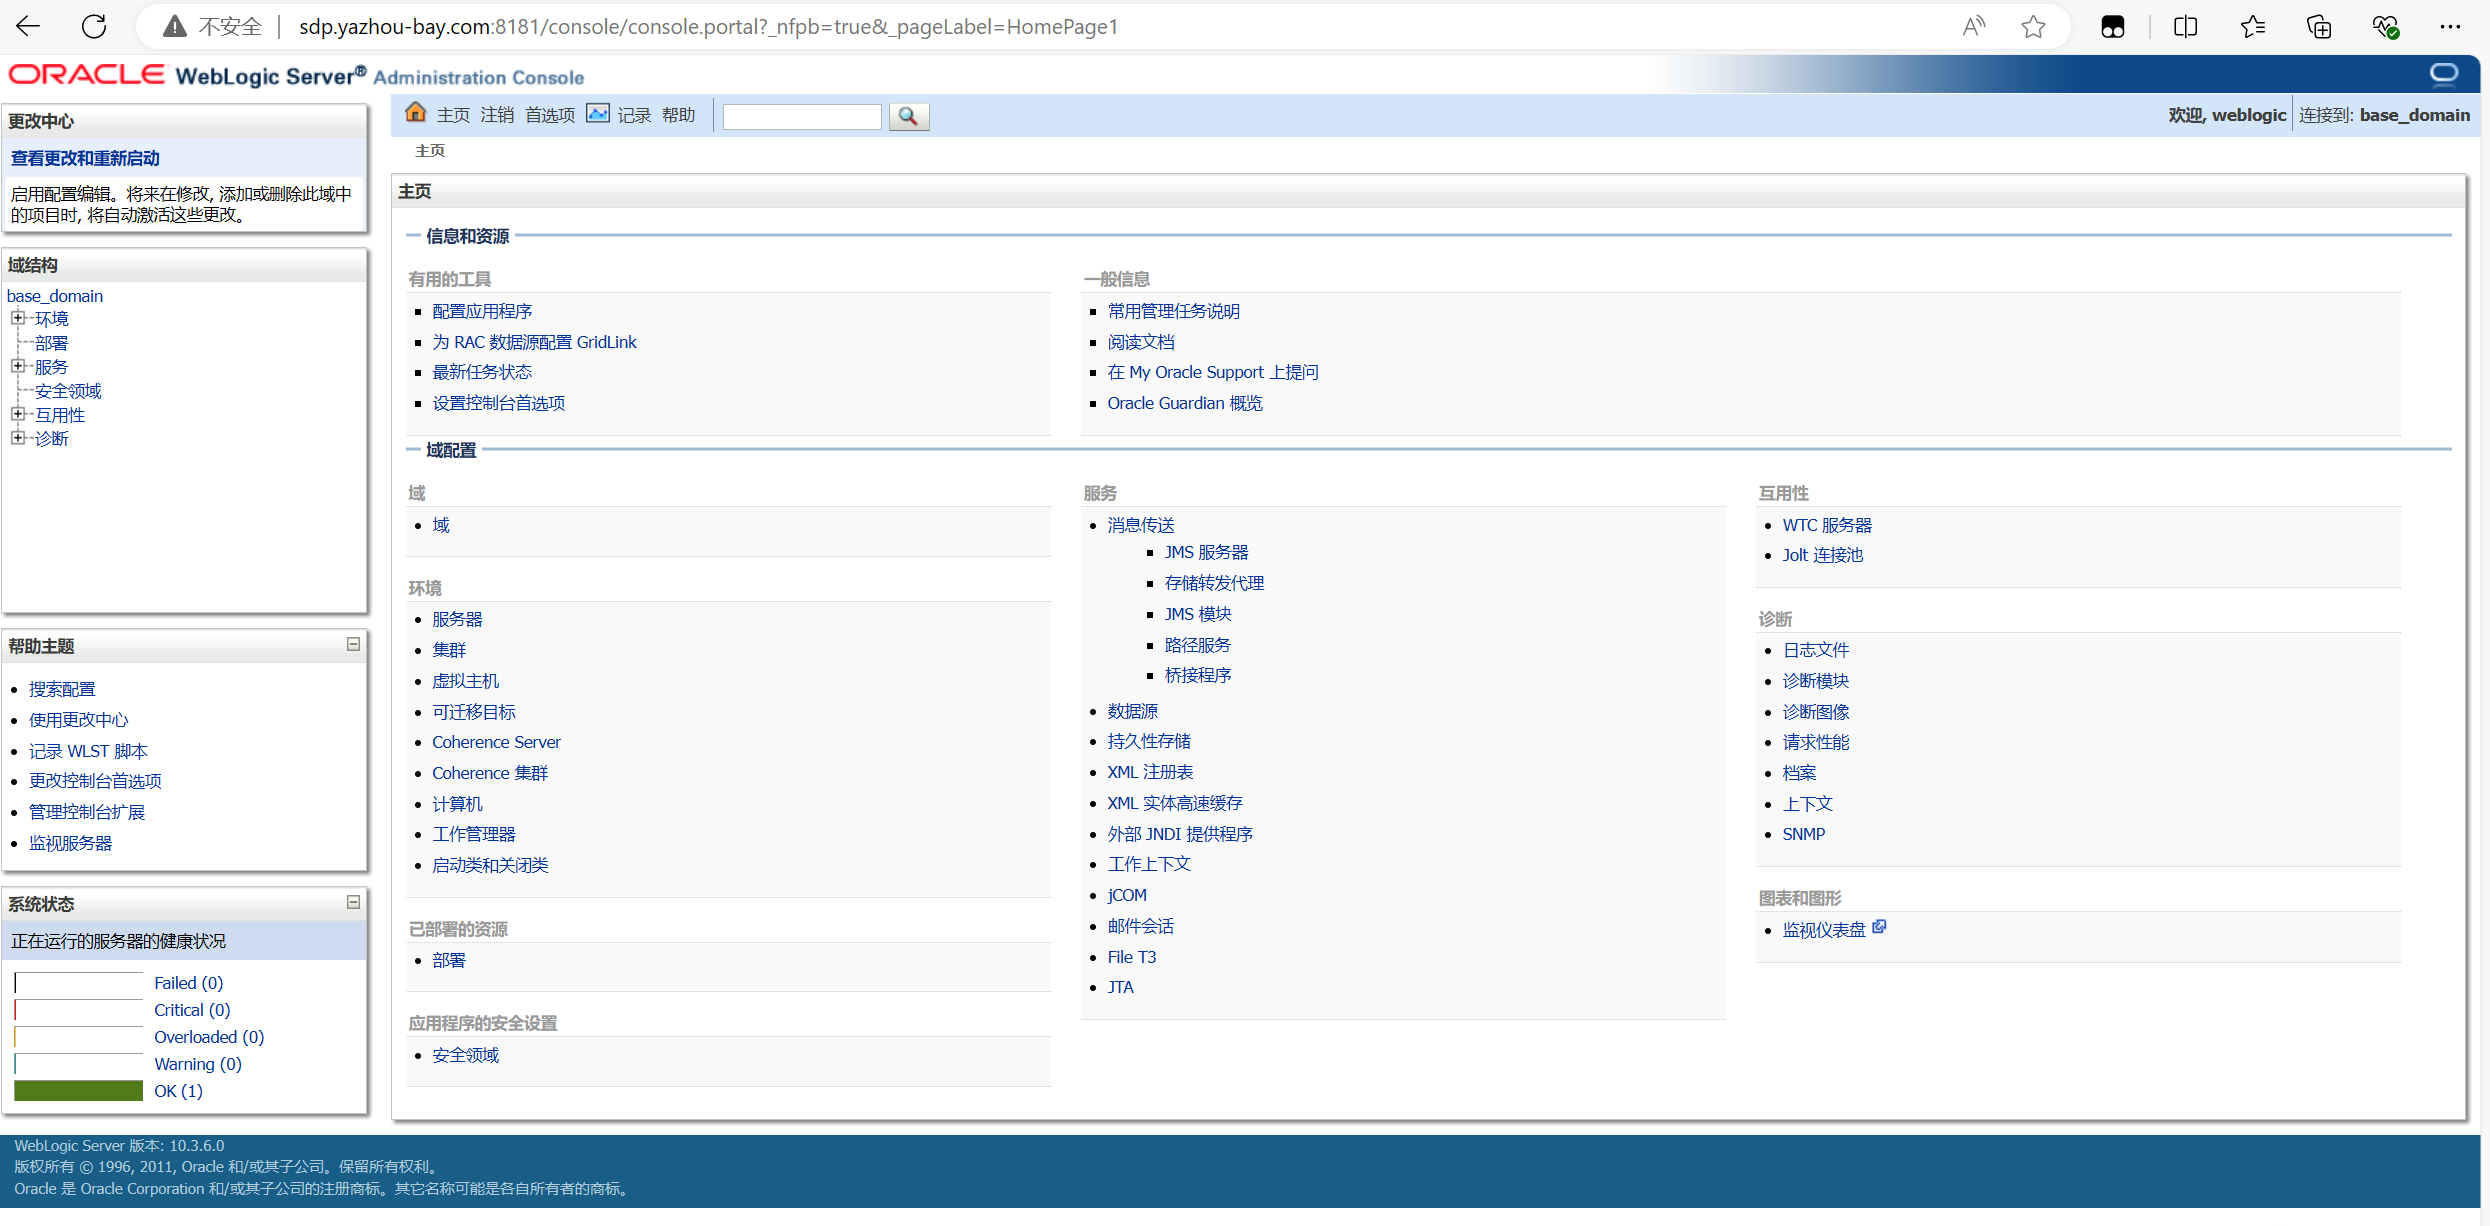 不安全 sdp.yazhou-bay.com:8181/console/console.portal?_nfpb=true&_pageLabel=HomePage1
ORACLE WebLogic Server® Administration Console
更改中心
查看更改和重新启动
启用配置编辑。将来在修改, 添加或删除此域中
的项目时, 将自动激活这些更改。
域结构
base_domain
环境
部署
服务
安全领域
互用性
诊断
帮助主题
搜索配置
使用更改中心
记录 WLST 脚本
更改控制台首选项
管理控制台扩展
监视服务器
系统状态
正在运行的服务器的健康状况
Failed (0)
Critical (0)
Overloaded (0)
Warning (0)
OK (1)
主页 注销 首选项 记录 帮助
欢迎, weblogic 连接到: base_domain
主页
主页
信息和资源
有用的工具
配置应用程序
为 RAC 数据源配置 GridLink
最新任务状态
设置控制台首选项
一般信息
常用管理任务说明
阅读文档
在 My Oracle Support 上提问
Oracle Guardian 概览
域配置
域
域
环境
服务器
集群
虚拟主机
可迁移目标
Coherence Server
Coherence 集群
计算机
工作管理器
启动类和关闭类
已部署的资源
部署
应用程序的安全设置
安全领域
服务
消息传送
JMS 服务器
存储转发代理
JMS 模块
路径服务
桥接程序
数据源
持久性存储
XML 注册表
XML 实体高速缓存
外部 JNDI 提供程序
工作上下文
jCOM
邮件会话
File T3
JTA
互用性
WTC 服务器
Jolt 连接池
诊断
日志文件
诊断模块
诊断图像
请求性能
档案
上下文
SNMP
图表和图形
监视仪表盘
WebLogic Server 版本: 10.3.6.0
版权所有 © 1996, 2011, Oracle 和/或其子公司。保留所有权利。
Oracle 是 Oracle Corporation 和/或其子公司的注册商标。其它名称可能是各自所有者的商标。